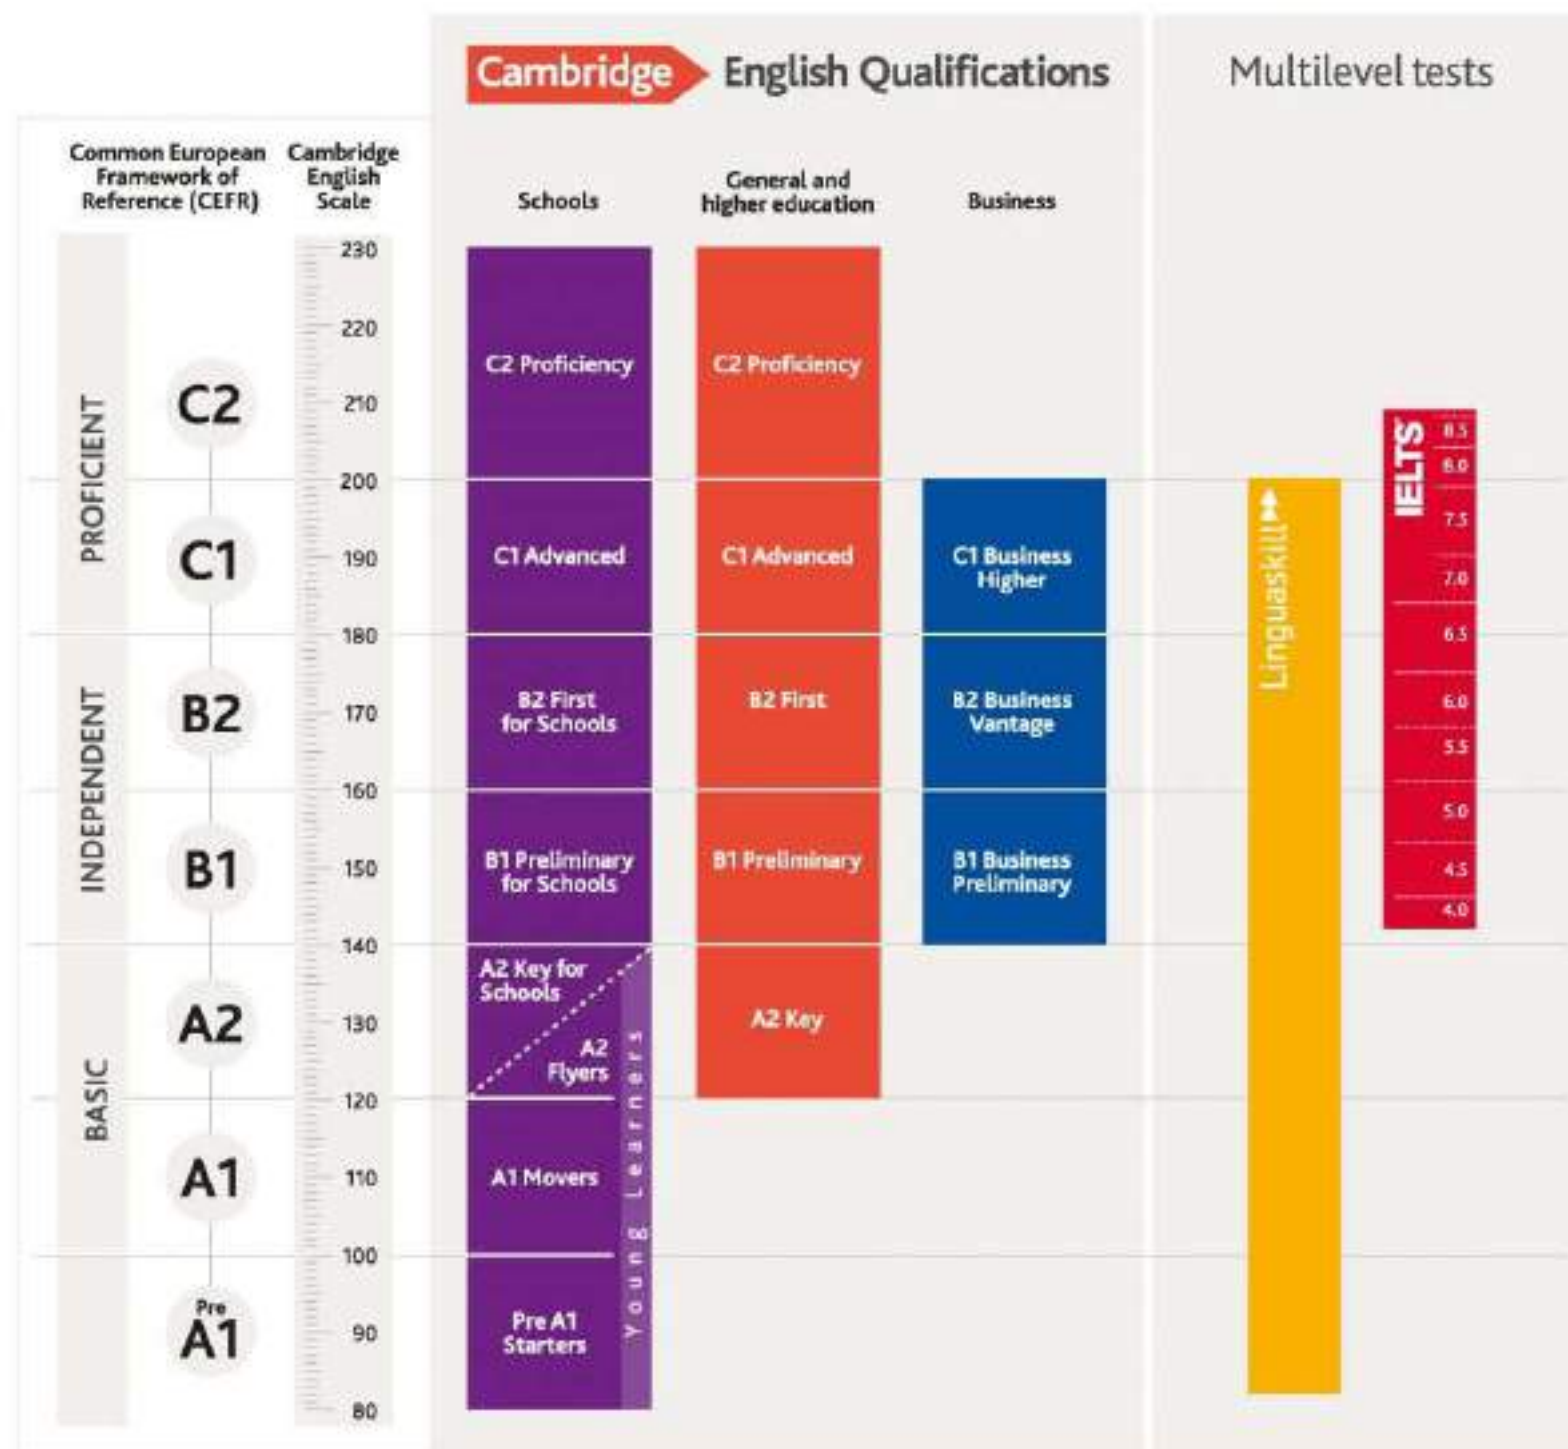 Cambridge English Qualifications
Multilevel tests
Common European
Framework of
Reference (CEFR)
Cambridge
English
Scale
Schools
General and
higher education
Business
PROFICIENT
INDEPENDENT
BASIC
C2
C1
B2
B1
A2
A1
Pre
A1
230
220
210
200
190
180
170
160
150
140
130
120
110
100
90
80
C2 Proficiency
C1 Advanced
B2 First
for Schools
B1 Preliminary
for Schools
A2 Key for
Schools
A2
Flyers
A1 Movers
Pre A1
Starters
Young Learners
C2 Proficiency
C1 Advanced
B2 First
B1 Preliminary
A2 Key
C1 Business
Higher
B2 Business
Vantage
B1 Business
Preliminary
Linguaskill
IELTS
8.5
8.0
7.5
7.0
6.5
6.0
5.5
5.0
4.5
4.0